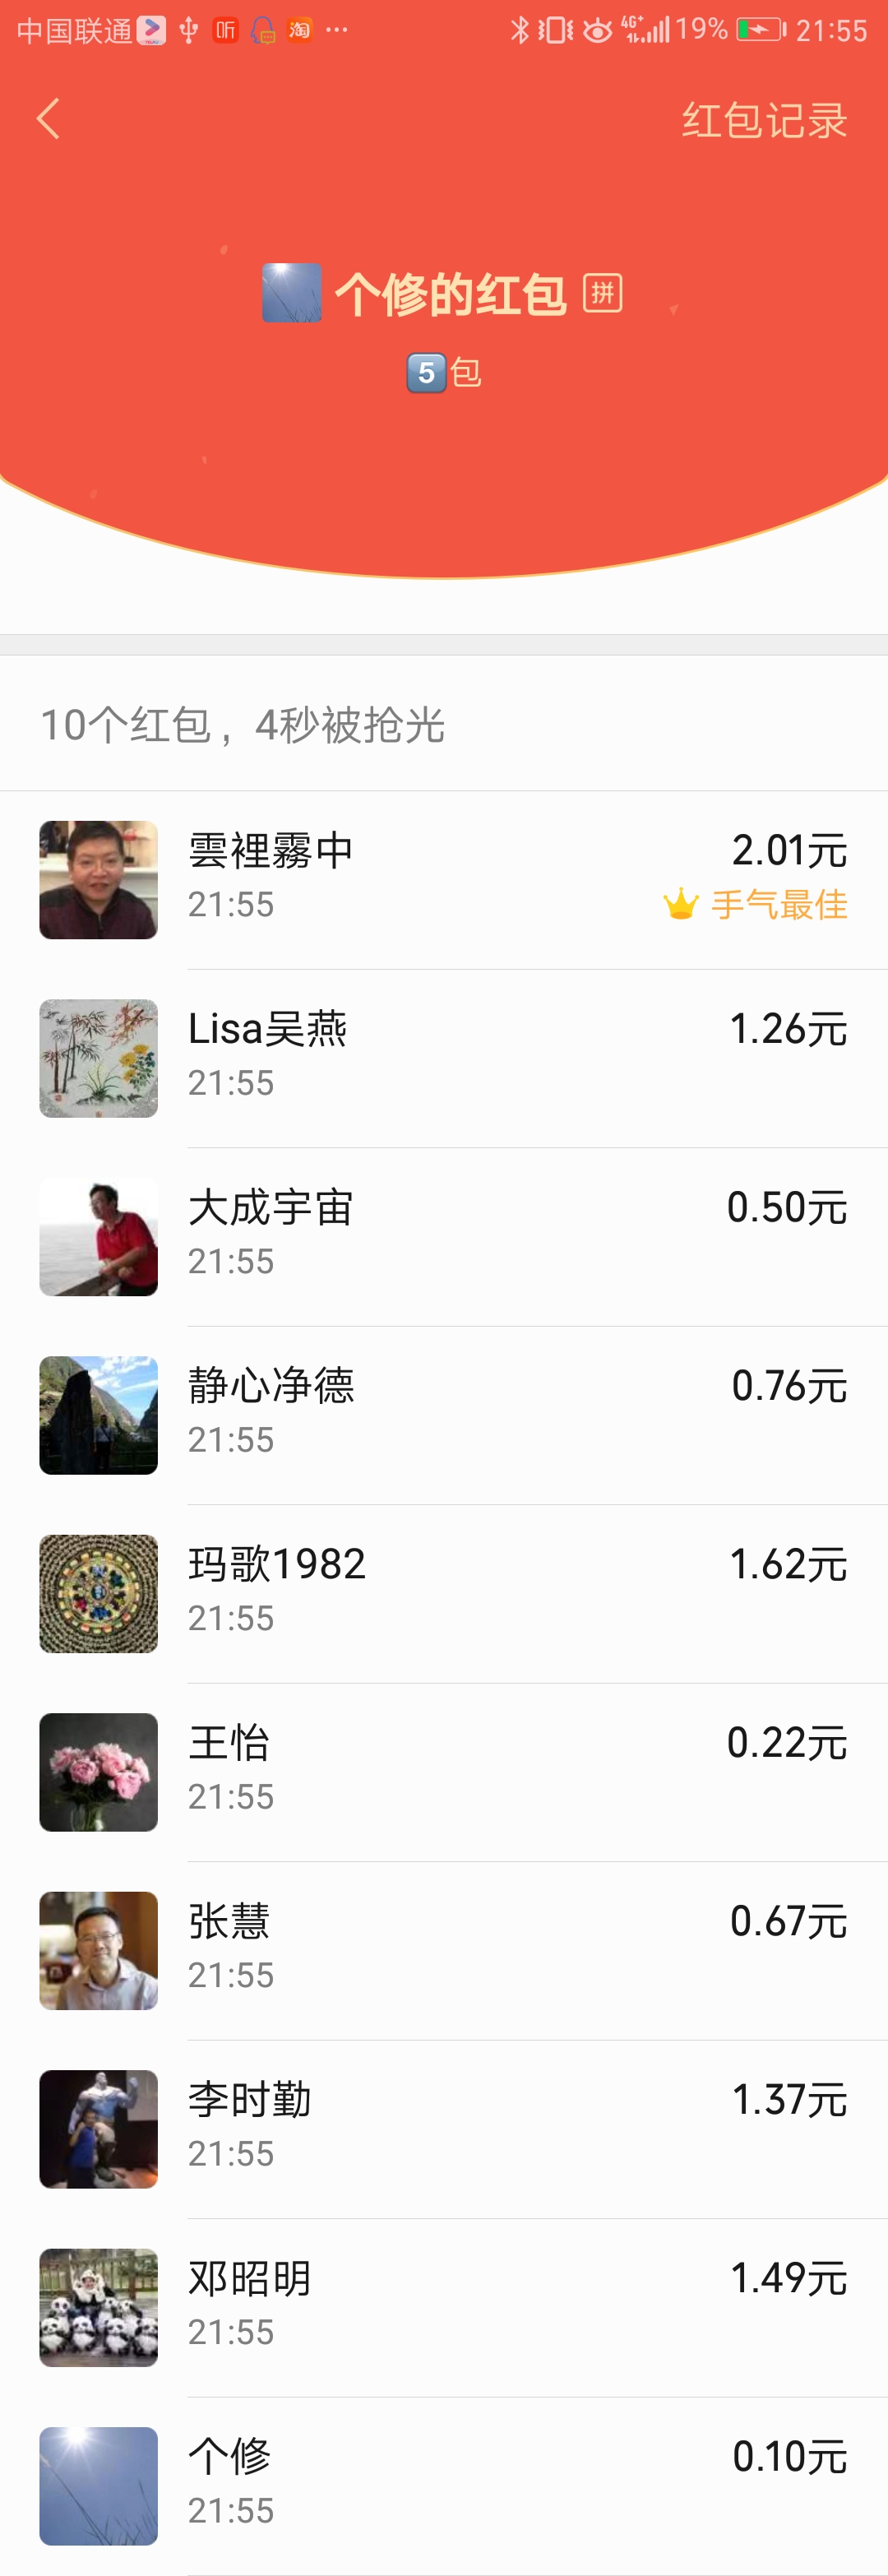 中国联通 听 淘 ... 4G+ 19% 21:55
红包记录
个修的红包 拼
5包
10个红包，4秒被抢光
雲裡霧中 2.01元
21:55 手气最佳
Lisa吴燕 1.26元
21:55
大成宇宙 0.50元
21:55
静心净德 0.76元
21:55
玛歌1982 1.62元
21:55
王怡 0.22元
21:55
张慧 0.67元
21:55
李时勤 1.37元
21:55
邓昭明 1.49元
21:55
个修 0.10元
21:55